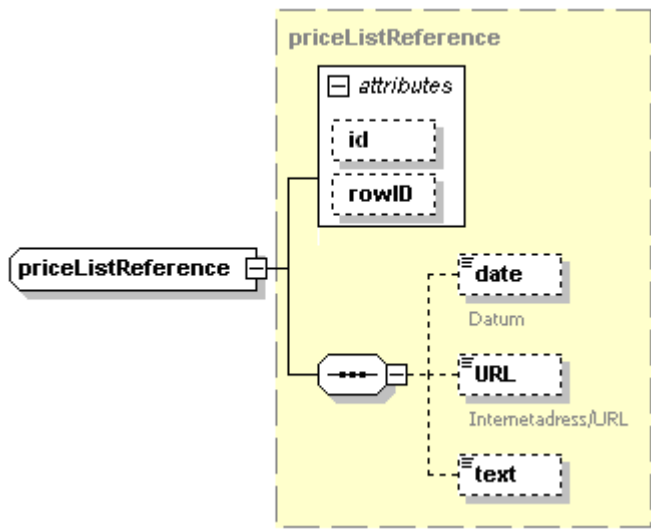 priceListReference
attributes
id
rowID
priceListReference
date
Datum
URL
Internetadress/URL
text